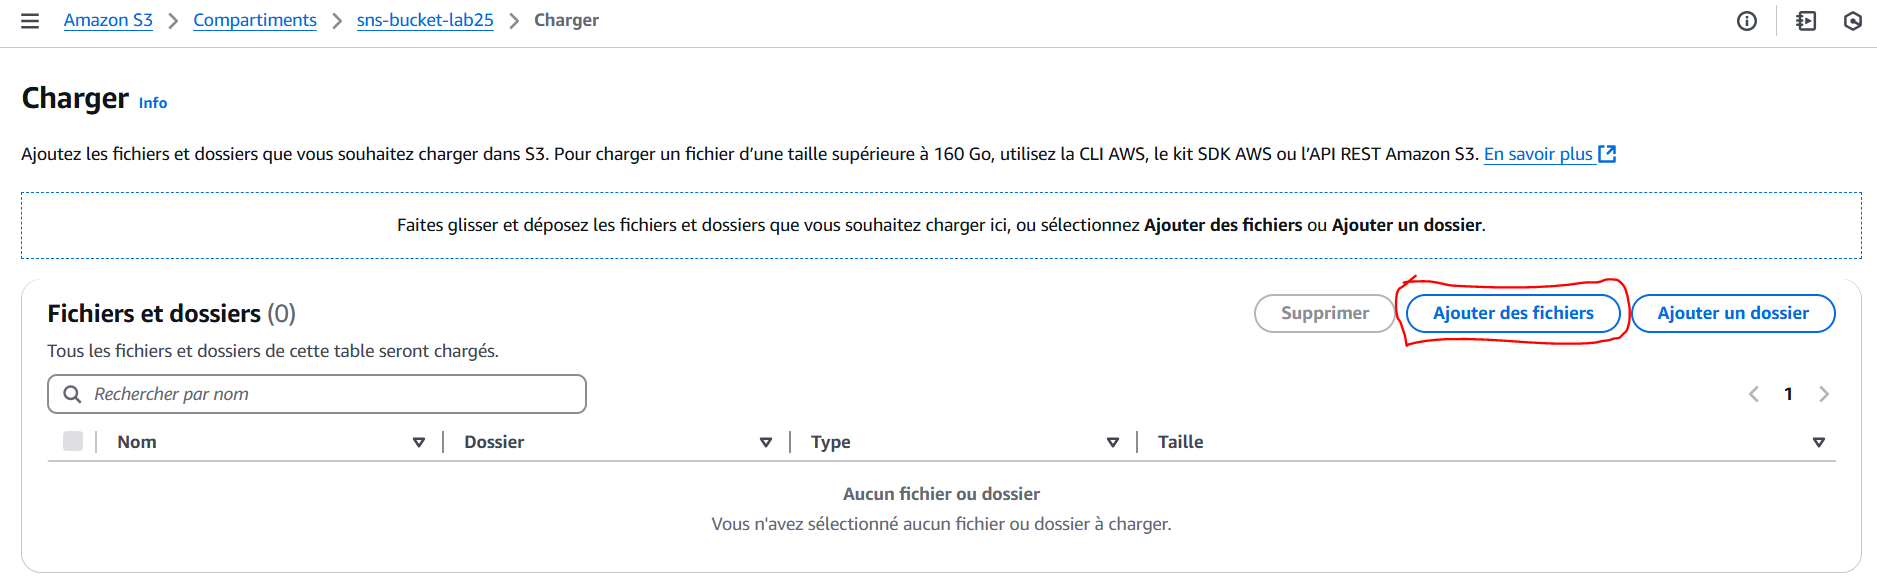 Amazon S3 > Compartiments > sns-bucket-lab25 > Charger
Charger Info
Ajoutez les fichiers et dossiers que vous souhaitez charger dans S3. Pour charger un fichier d’une taille supérieure à 160 Go, utilisez la CLI AWS, le kit SDK AWS ou l’API REST Amazon S3. En savoir plus
Faites glisser et déposez les fichiers et dossiers que vous souhaitez charger ici, ou sélectionnez Ajouter des fichiers ou Ajouter un dossier.
Fichiers et dossiers (0) Supprimer Ajouter des fichiers Ajouter un dossier
Tous les fichiers et dossiers de cette table seront chargés.
Rechercher par nom 1
Nom Dossier Type Taille
Aucun fichier ou dossier
Vous n'avez sélectionné aucun fichier ou dossier à charger.